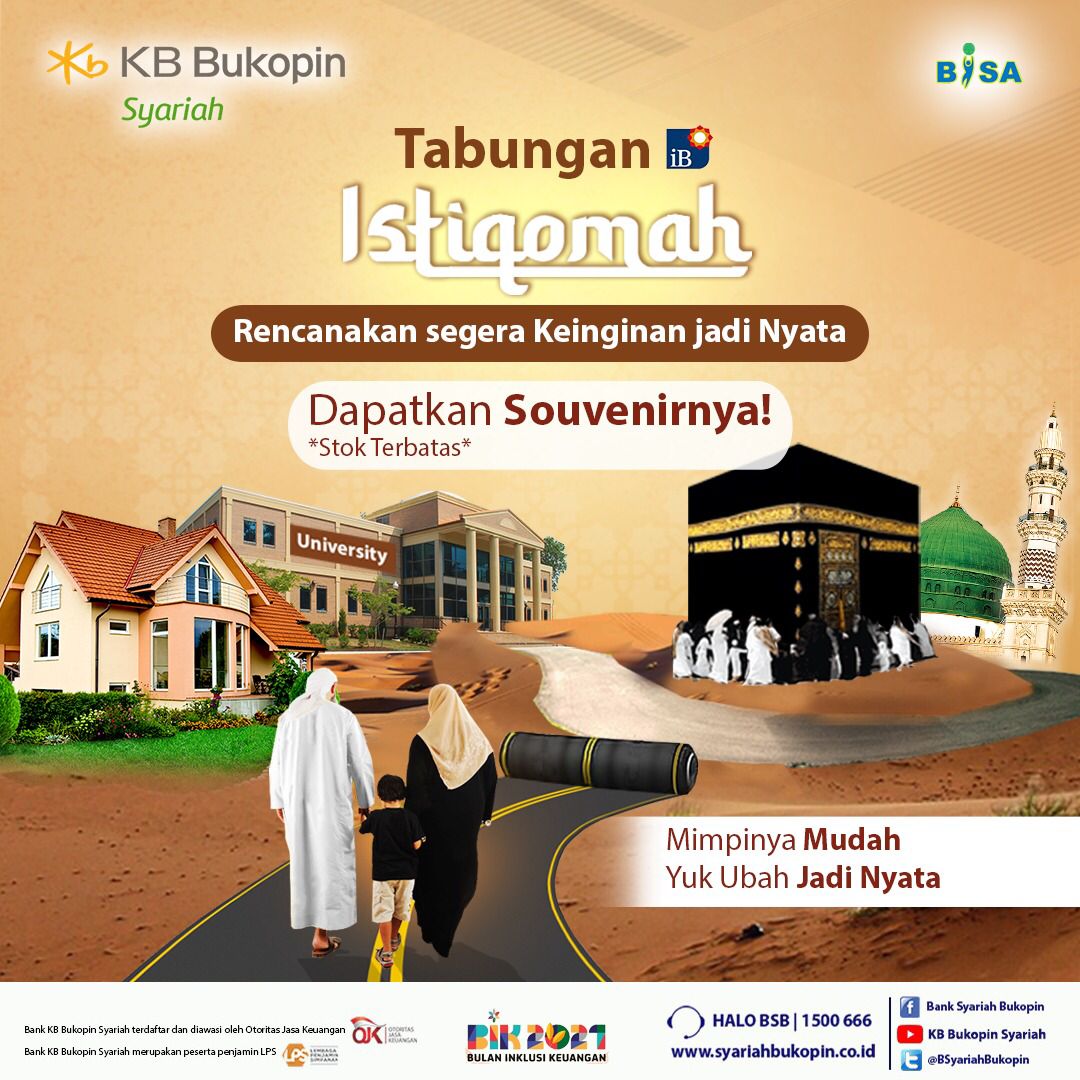 KB Bukopin
Syariah
BISA
Tabungan iB
Istiqomah
Rencanakan segera Keinginan jadi Nyata
Dapatkan Souvenirnya!
*Stok Terbatas*
University
Mimpinya Mudah
Yuk Ubah Jadi Nyata
Bank KB Bukopin Syariah terdaftar dan diawasi oleh Otoritas Jasa Keuangan
OJK OTORITAS JASA KEUANGAN
Bank KB Bukopin Syariah merupakan peserta penjamin LPS
LPS LEMBAGA PENJAMIN SIMPANAN
BIK 2021
BULAN INKLUSI KEUANGAN
HALO BSB | 1500 666
www.syariahbukopin.co.id
Bank Syariah Bukopin
KB Bukopin Syariah
@BSyariahBukopin